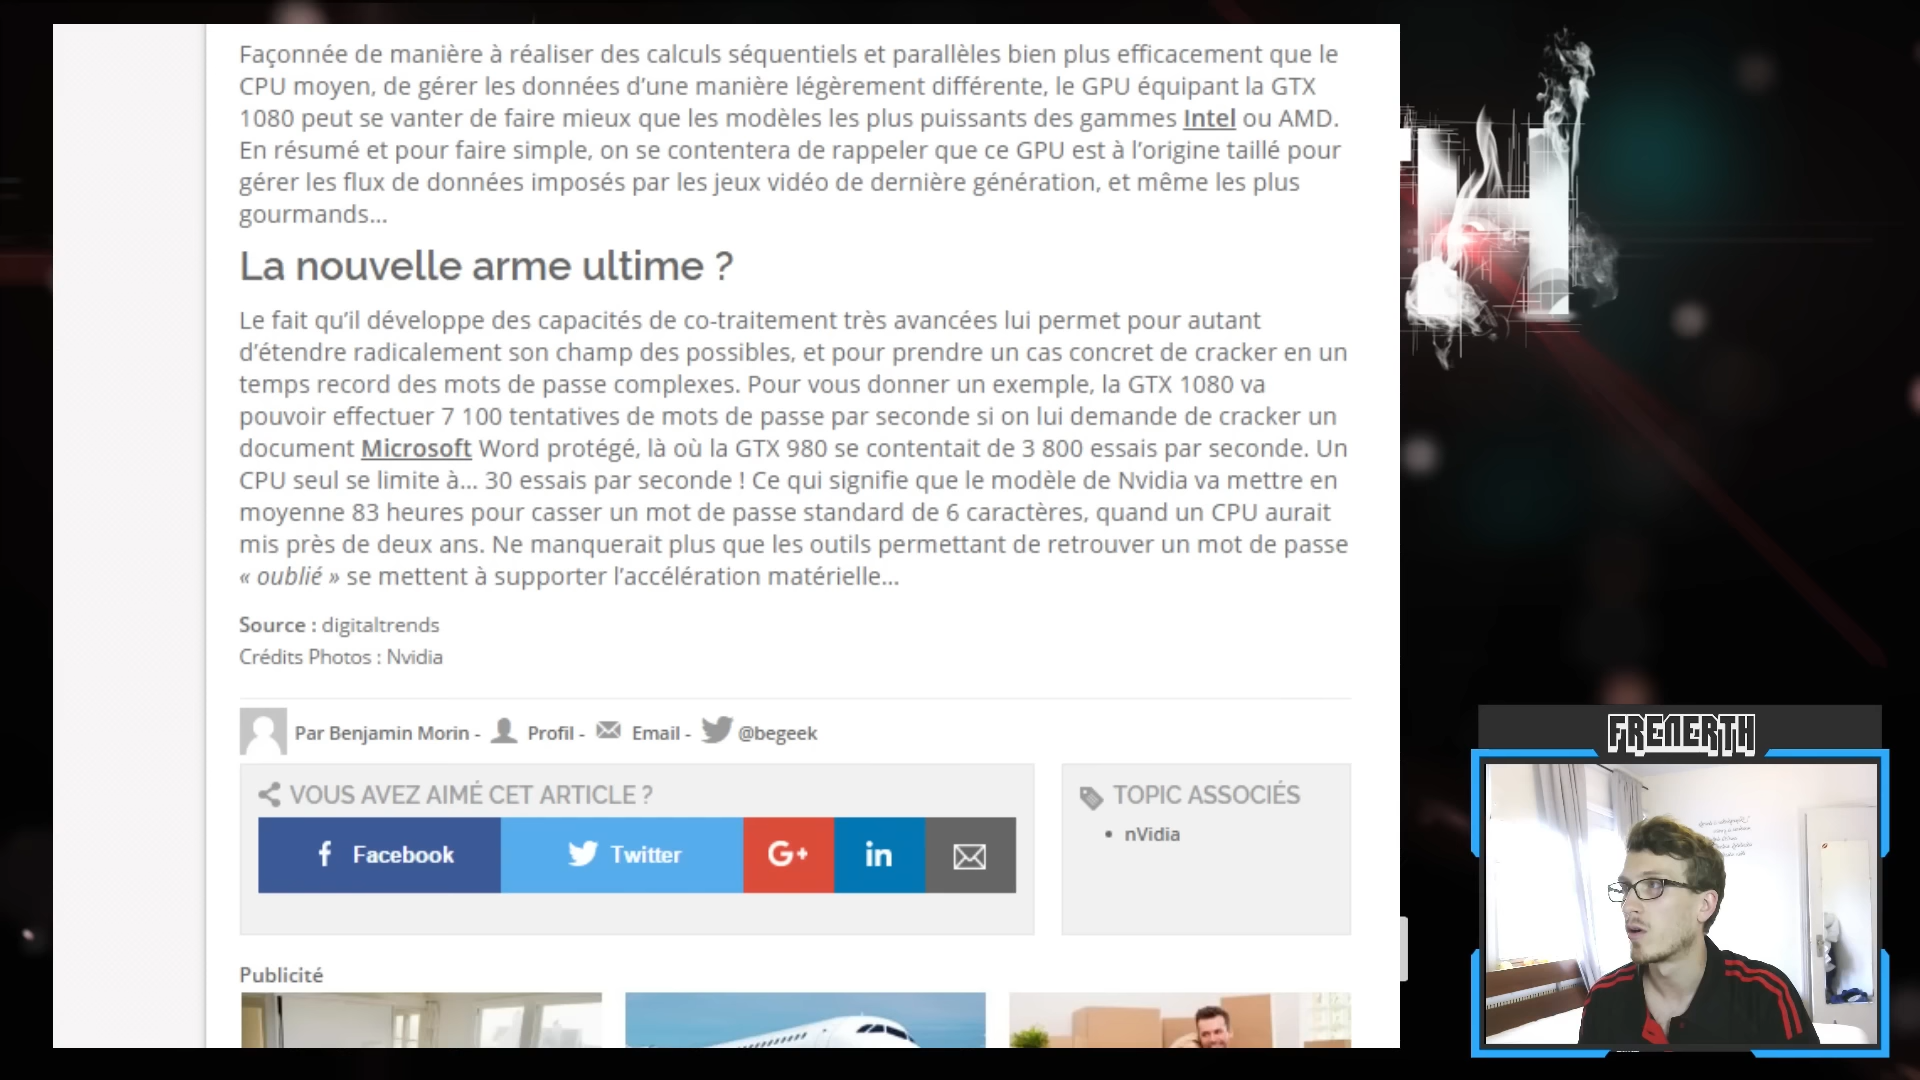 Façonnée de manière à réaliser des calculs séquentiels et parallèles bien plus efficacement que le
CPU moyen, de gérer les données d’une manière légèrement différente, le GPU équipant la GTX
1080 peut se vanter de faire mieux que les modèles les plus puissants des gammes Intel ou AMD.
En résumé et pour faire simple, on se contentera de rappeler que ce GPU est à l’origine taillé pour
gérer les flux de données imposés par les jeux vidéo de dernière génération, et même les plus
gourmands...
La nouvelle arme ultime ?
Le fait qu’il développe des capacités de co-traitement très avancées lui permet pour autant
d’étendre radicalement son champ des possibles, et pour prendre un cas concret de cracker en un
temps record des mots de passe complexes. Pour vous donner un exemple, la GTX 1080 va
pouvoir effectuer 7 100 tentatives de mots de passe par seconde si on lui demande de cracker un
document Microsoft Word protégé, là où la GTX 980 se contentait de 3 800 essais par seconde. Un
CPU seul se limite à... 30 essais par seconde ! Ce qui signifie que le modèle de Nvidia va mettre en
moyenne 83 heures pour casser un mot de passe standard de 6 caractères, quand un CPU aurait
mis près de deux ans. Ne manquerait plus que les outils permettant de retrouver un mot de passe
« oublié » se mettent à supporter l’accélération matérielle...
Source : digitaltrends
Crédits Photos : Nvidia
Par Benjamin Morin - Profil - Email - @begeek
VOUS AVEZ AIMÉ CET ARTICLE ?
Facebook
Twitter
G+
in
TOPIC ASSOCIÉS
• nVidia
Publicité
H
FRENERTH